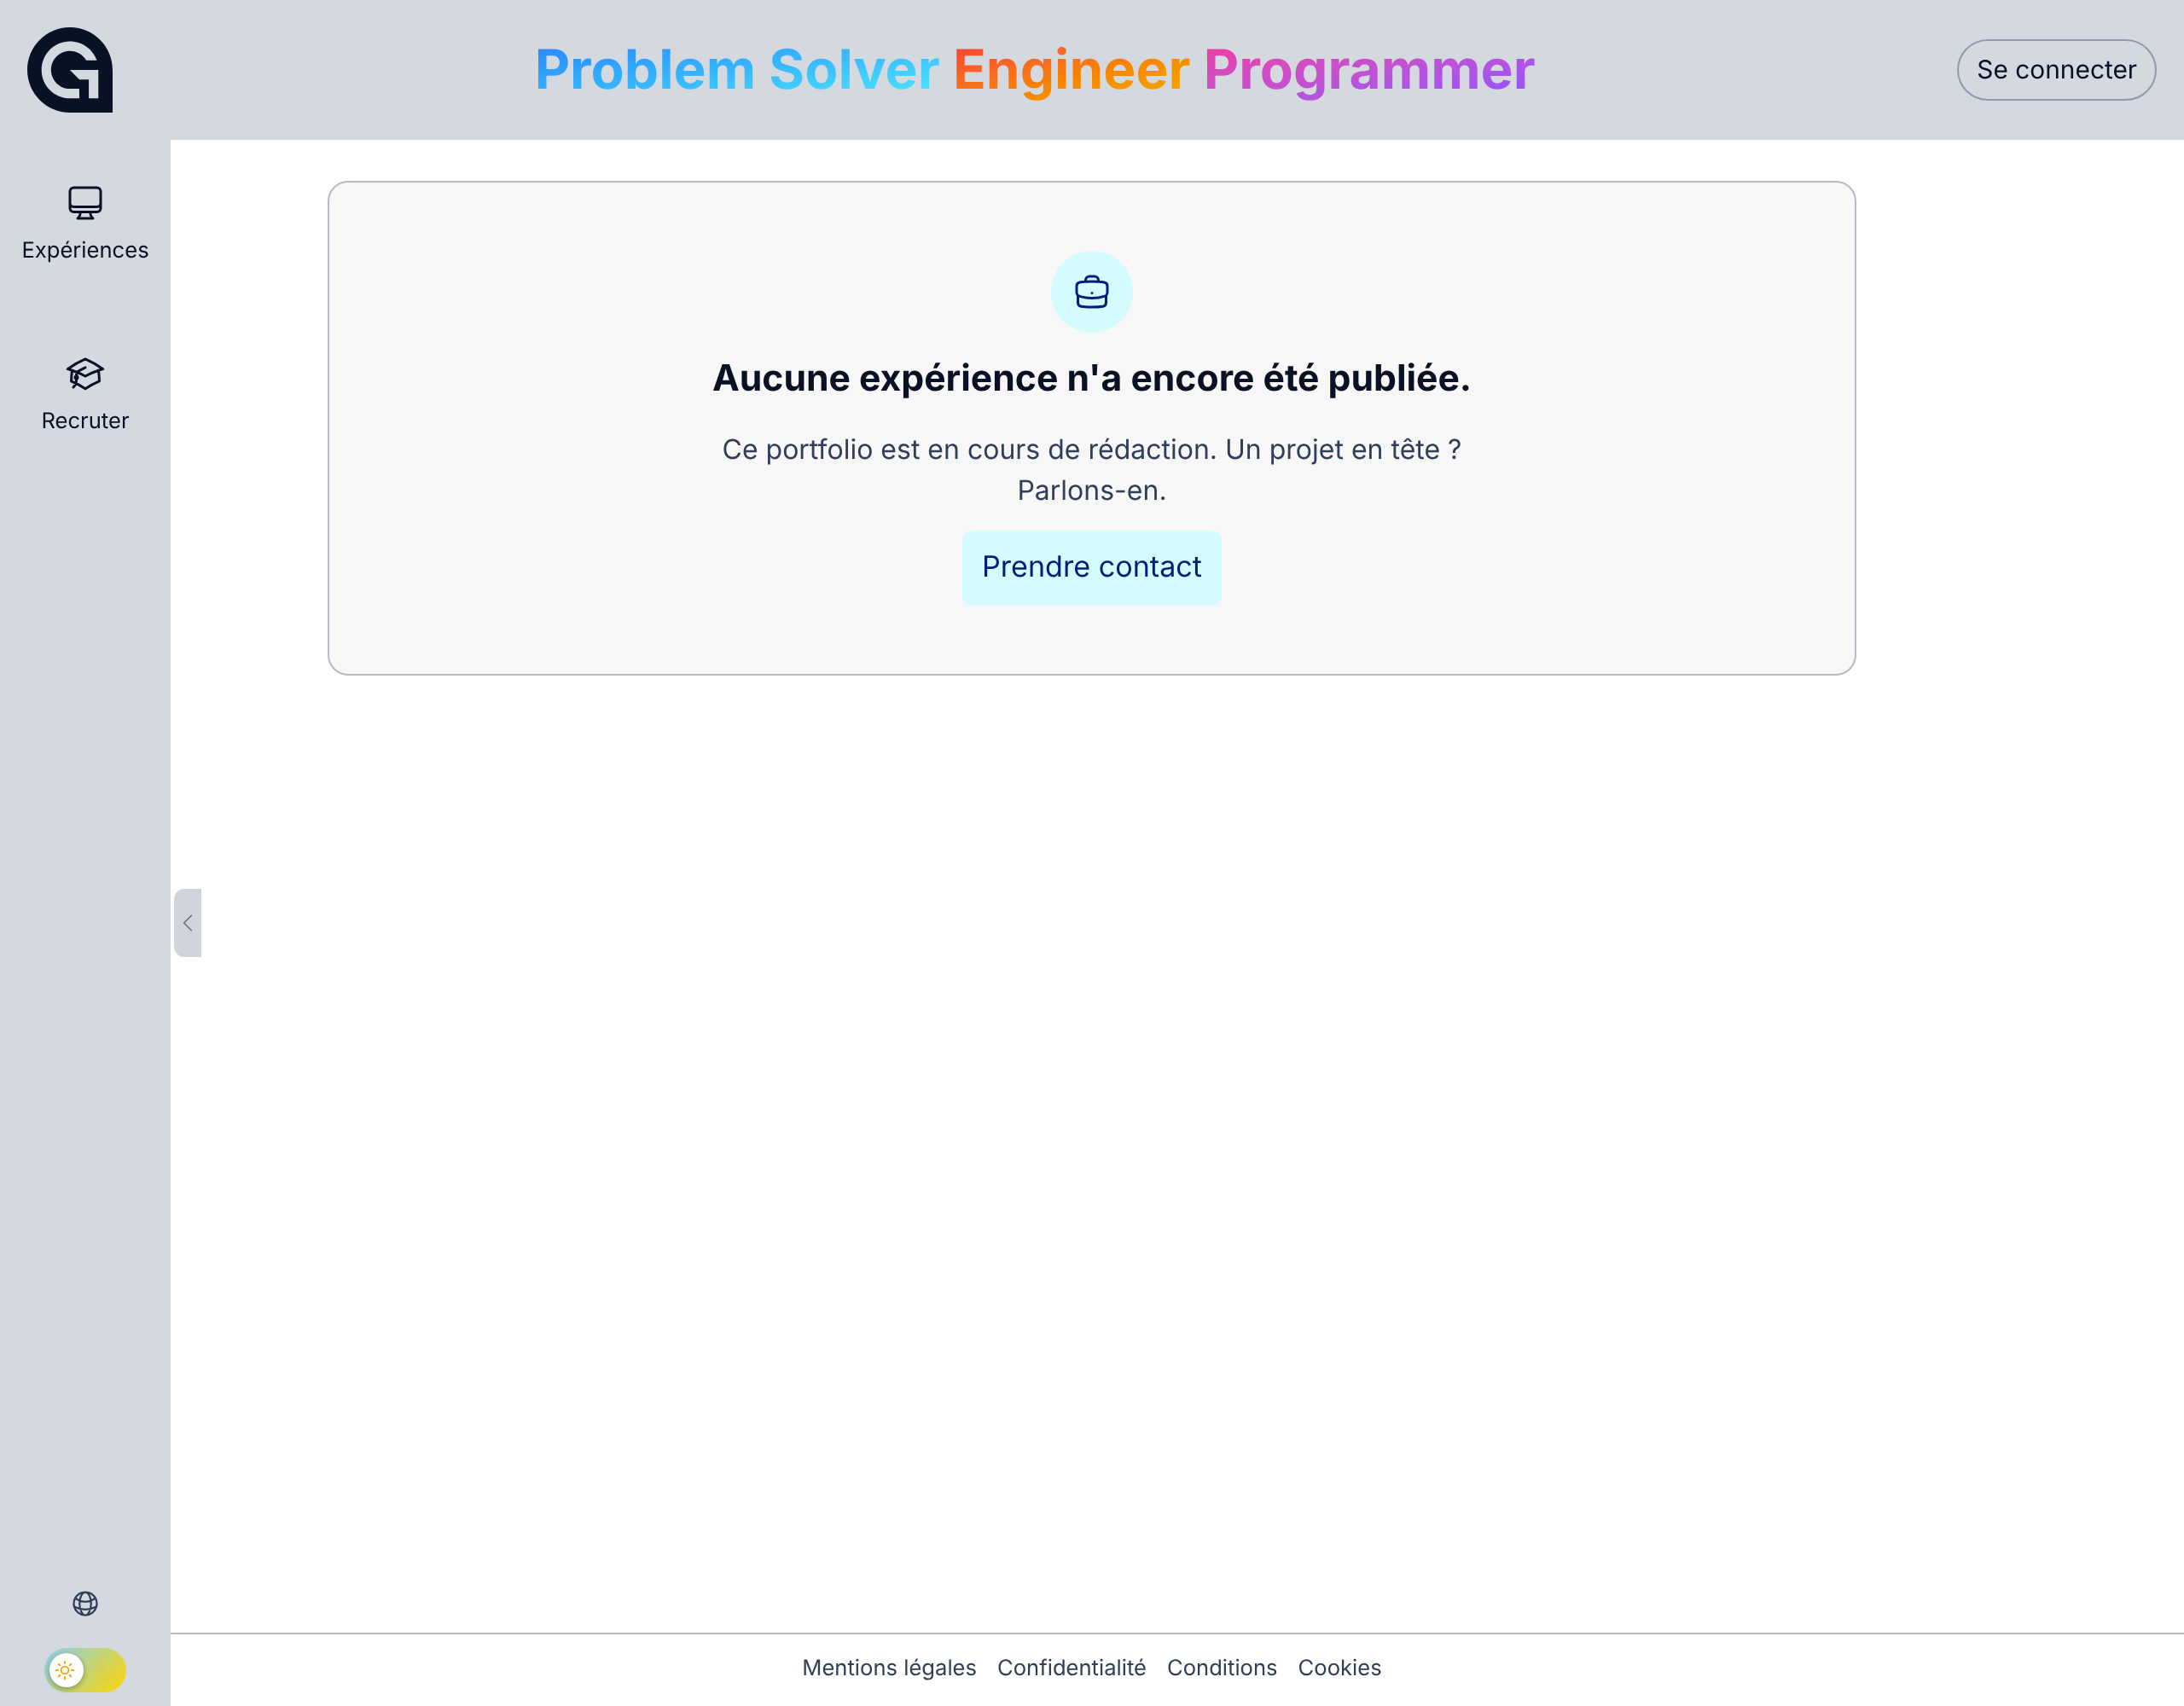 Problem Solver Engineer Programmer
Se connecter
Expériences
Recruter
Aucune expérience n'a encore été publiée.
Ce portfolio est en cours de rédaction. Un projet en tête ?
Parlons-en.
Prendre contact
Mentions légales Confidentialité Conditions Cookies